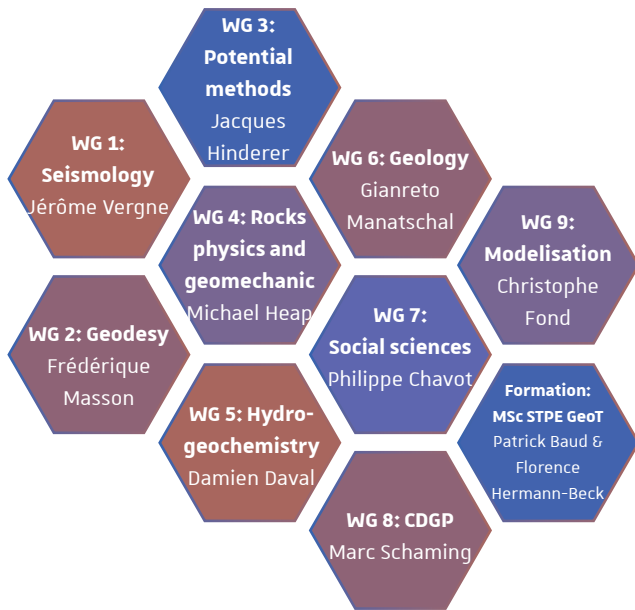 WG 3:
Potential
methods
Jacques
Hinderer
WG 1:
Seismology
Jérôme Vergne
WG 6: Geology
Gianreto
Manatschal
WG 4: Rocks
physics and
geomechanic
Michael Heap
WG 9:
Modelisation
Christophe
Fond
WG 2: Geodesy
Frédérique
Masson
WG 7:
Social sciences
Philippe Chavot
WG 5: Hydro-
geochemistry
Damien Daval
Formation:
MSc STPE GeoT
Patrick Baud &
Florence
Hermann-Beck
WG 8: CDGP
Marc Schaming